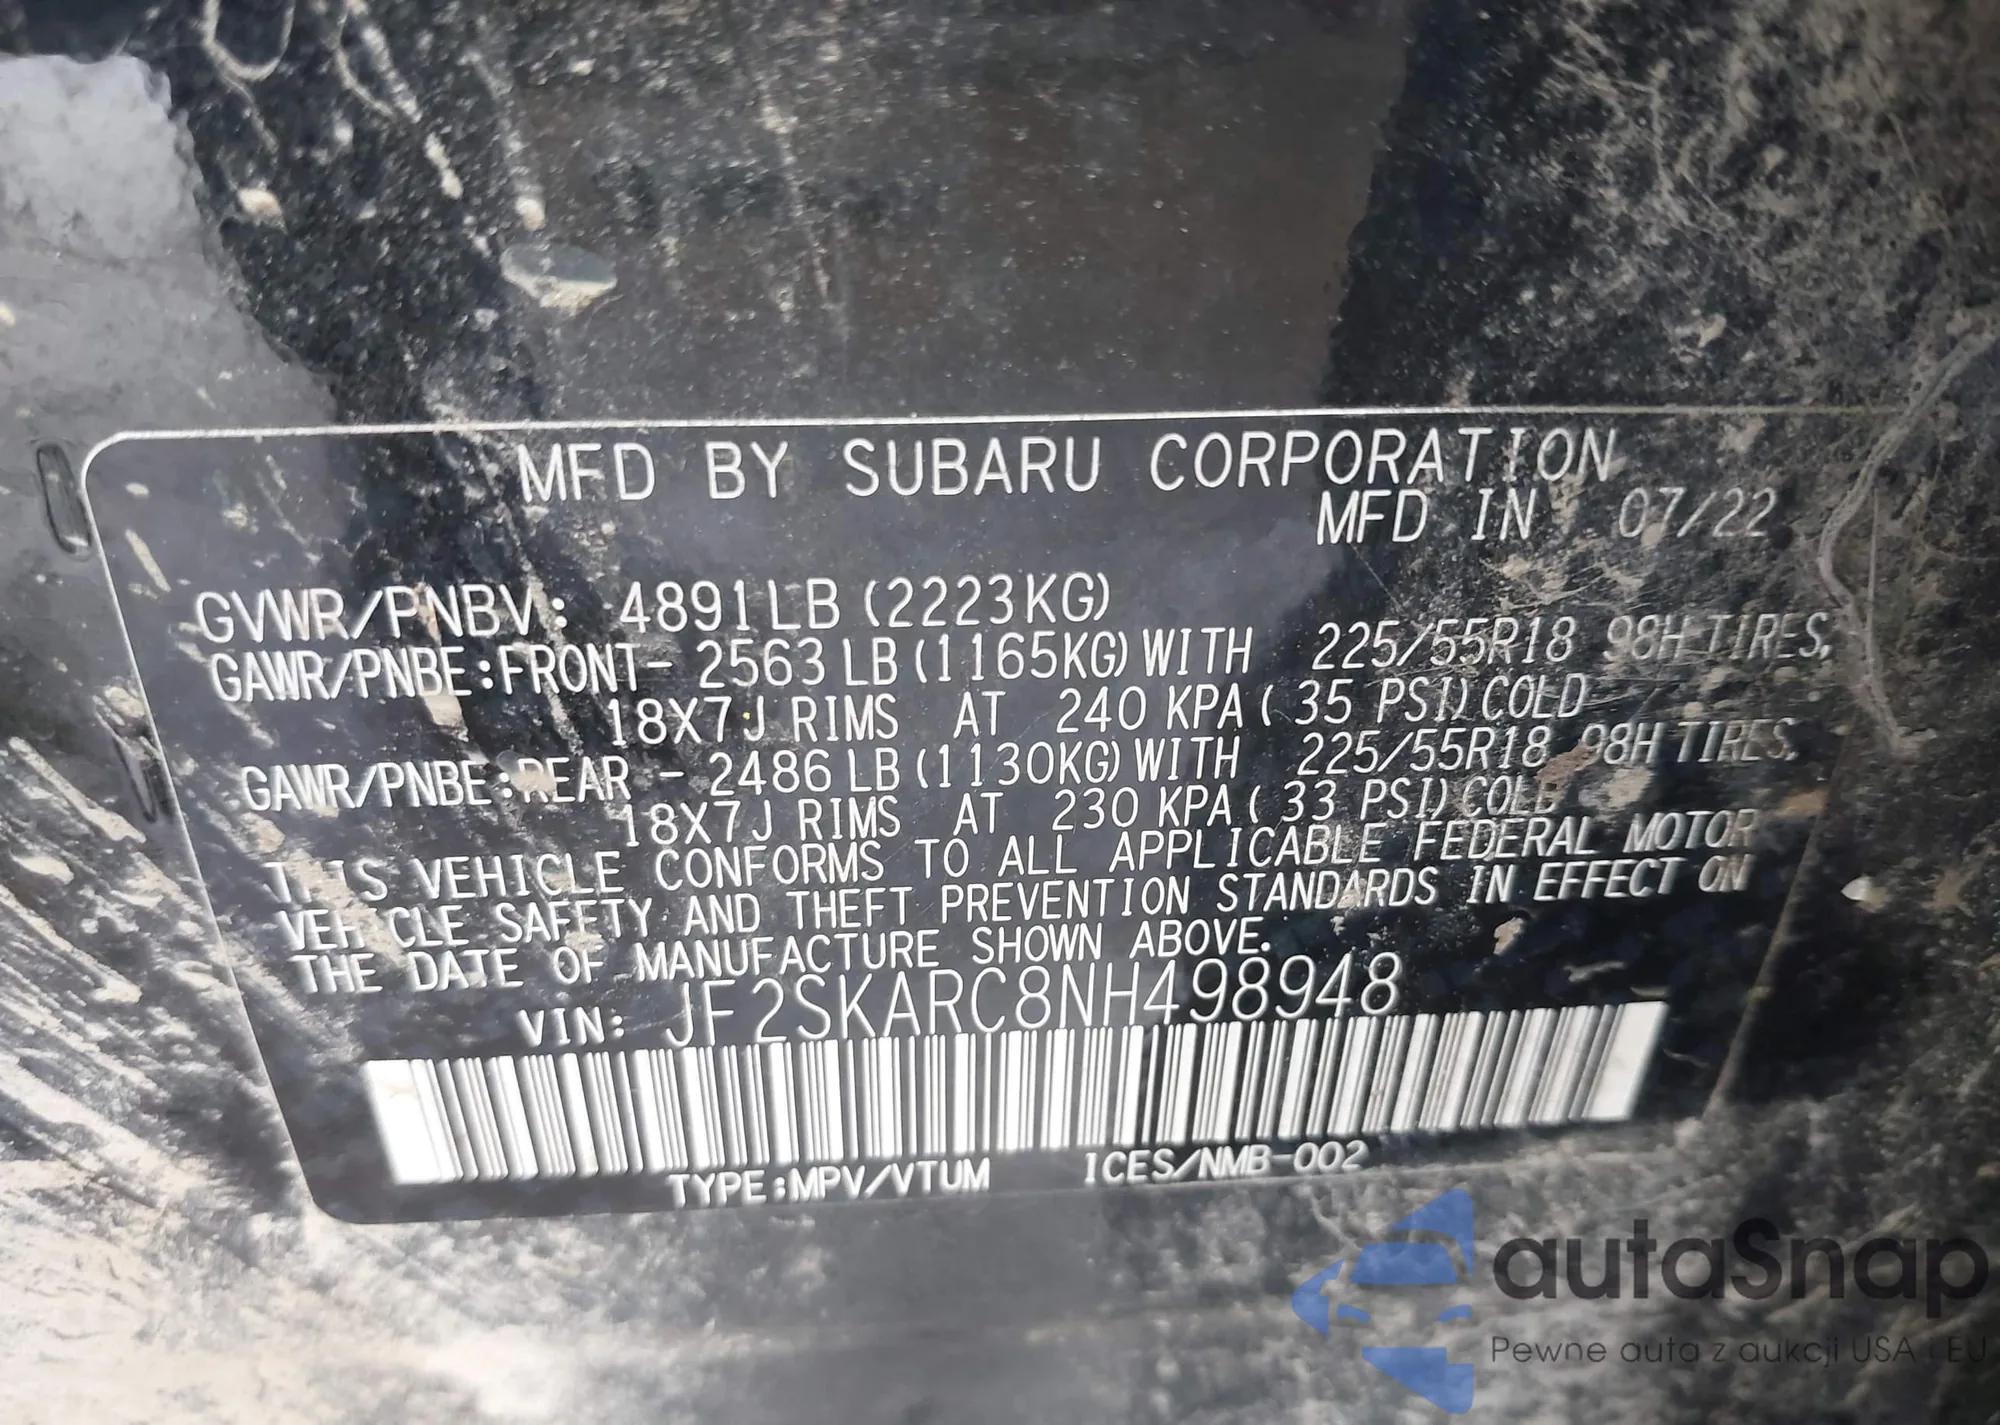 MFD BY SUBARU CORPORATION
MFD IN 07/22
GVWR/PNBV: 4891LB (2223KG)
GAWR/PNBE:FRONT- 2563 LB (1165KG) WITH 225/55R18 98H TIRES,
18X7J RIMS AT 240 KPA ( 35 PSI) COLD
GAWR/PNBE:REAR - 2486 LB (1130KG) WITH 225/55R18 98H TIRES,
18X7J RIMS AT 230 KPA ( 33 PSI) COLD
THIS VEHICLE CONFORMS TO ALL APPLICABLE FEDERAL MOTOR
VEHICLE SAFETY AND THEFT PREVENTION STANDARDS IN EFFECT ON
THE DATE OF MANUFACTURE SHOWN ABOVE.
VIN: JF2SKARC8NH498948
TYPE:MPV/VTUM ICES/NMB-002
autaSnap
Pewne auta z aukcji USA i EU